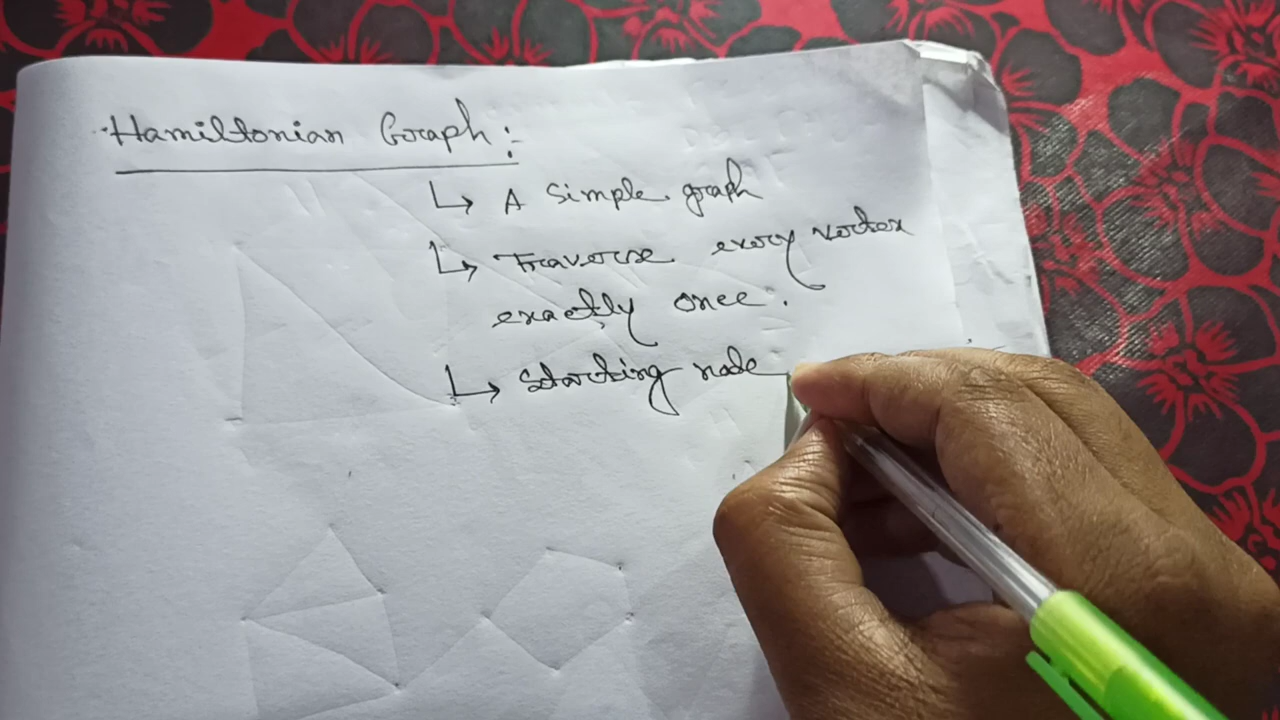 Hamiltonian Graph :-
↳ A simple graph
↳ Traverse every vertex
exactly once.
↳ Starting node